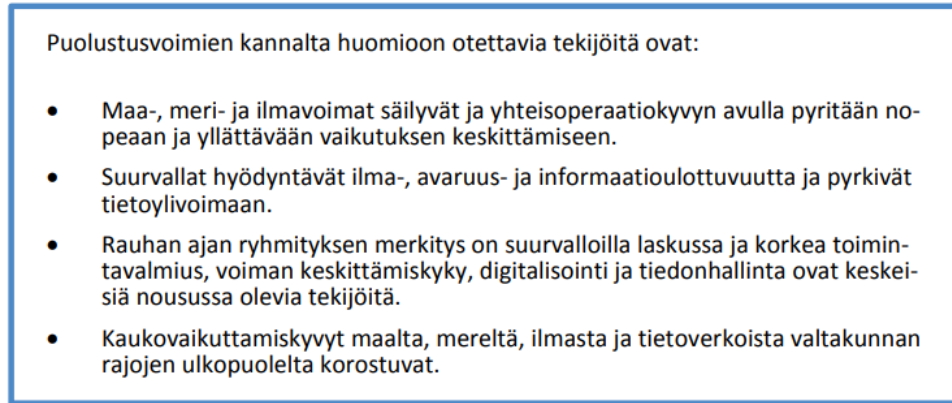 Puolustusvoimien kannalta huomioon otettavia tekijöitä ovat:
• Maa-, meri- ja ilmavoimat säilyvät ja yhteisoperaatiokyvyn avulla pyritään no-
peaan ja yllättävään vaikutuksen keskittämiseen.
• Suurvallat hyödyntävät ilma-, avaruus- ja informaatioulottuvuutta ja pyrkivät
tietoylivoimaan.
• Rauhan ajan ryhmityksen merkitys on suurvalloilla laskussa ja korkea toimin-
tavalmius, voiman keskittämiskyky, digitalisointi ja tiedonhallinta ovat keskei-
siä nousussa olevia tekijöitä.
• Kaukovaikuttamiskyvyt maalta, mereltä, ilmasta ja tietoverkoista valtakunnan
rajojen ulkopuolelta korostuvat.